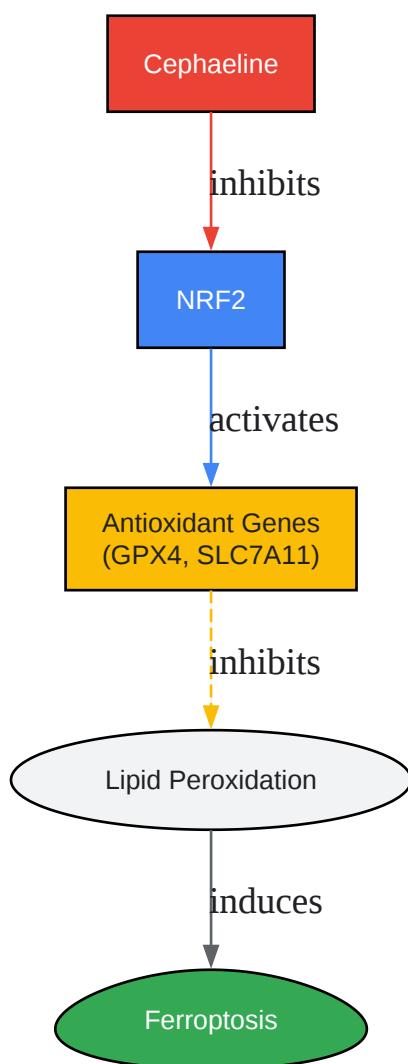 Cephaeline
inhibits
NRF2
activates
Antioxidant Genes
(GPX4, SLC7A11)
inhibits
Lipid Peroxidation
induces
Ferroptosis